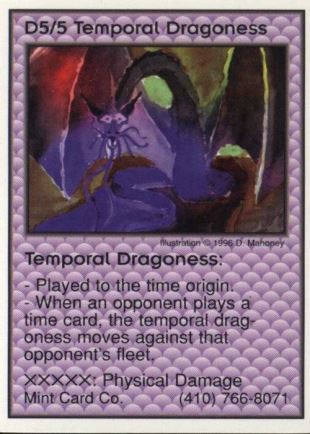 D5/5 Temporal Dragoness
Illustration © 1996 D. Mahoney
Temporal Dragoness:
- Played to the time origin.
- When an opponent plays a
time card, the temporal drag-
oness moves against that
opponent's fleet.
XXXXX: Physical Damage
Mint Card Co. (410) 766-8071